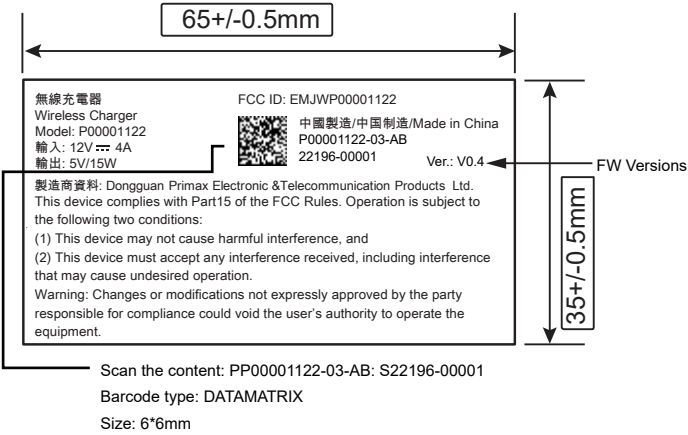 65+/-0.5mm
無線充電器
Wireless Charger
Model: P00001122
輸入: 12V ⎓ 4A
輸出: 5V/15W
FCC ID: EMJWP00001122
中國製造/中国制造/Made in China
P00001122-03-AB
22196-00001
Ver.: V0.4
FW Versions
製造商資料: Dongguan Primax Electronic &Telecommunication Products Ltd.
This device complies with Part15 of the FCC Rules. Operation is subject to
the following two conditions:
(1) This device may not cause harmful interference, and
(2) This device must accept any interference received, including interference
that may cause undesired operation.
Warning: Changes or modifications not expressly approved by the party
responsible for compliance could void the user's authority to operate the
equipment.
35+/-0.5mm
Scan the content: PP00001122-03-AB: S22196-00001
Barcode type: DATAMATRIX
Size: 6*6mm